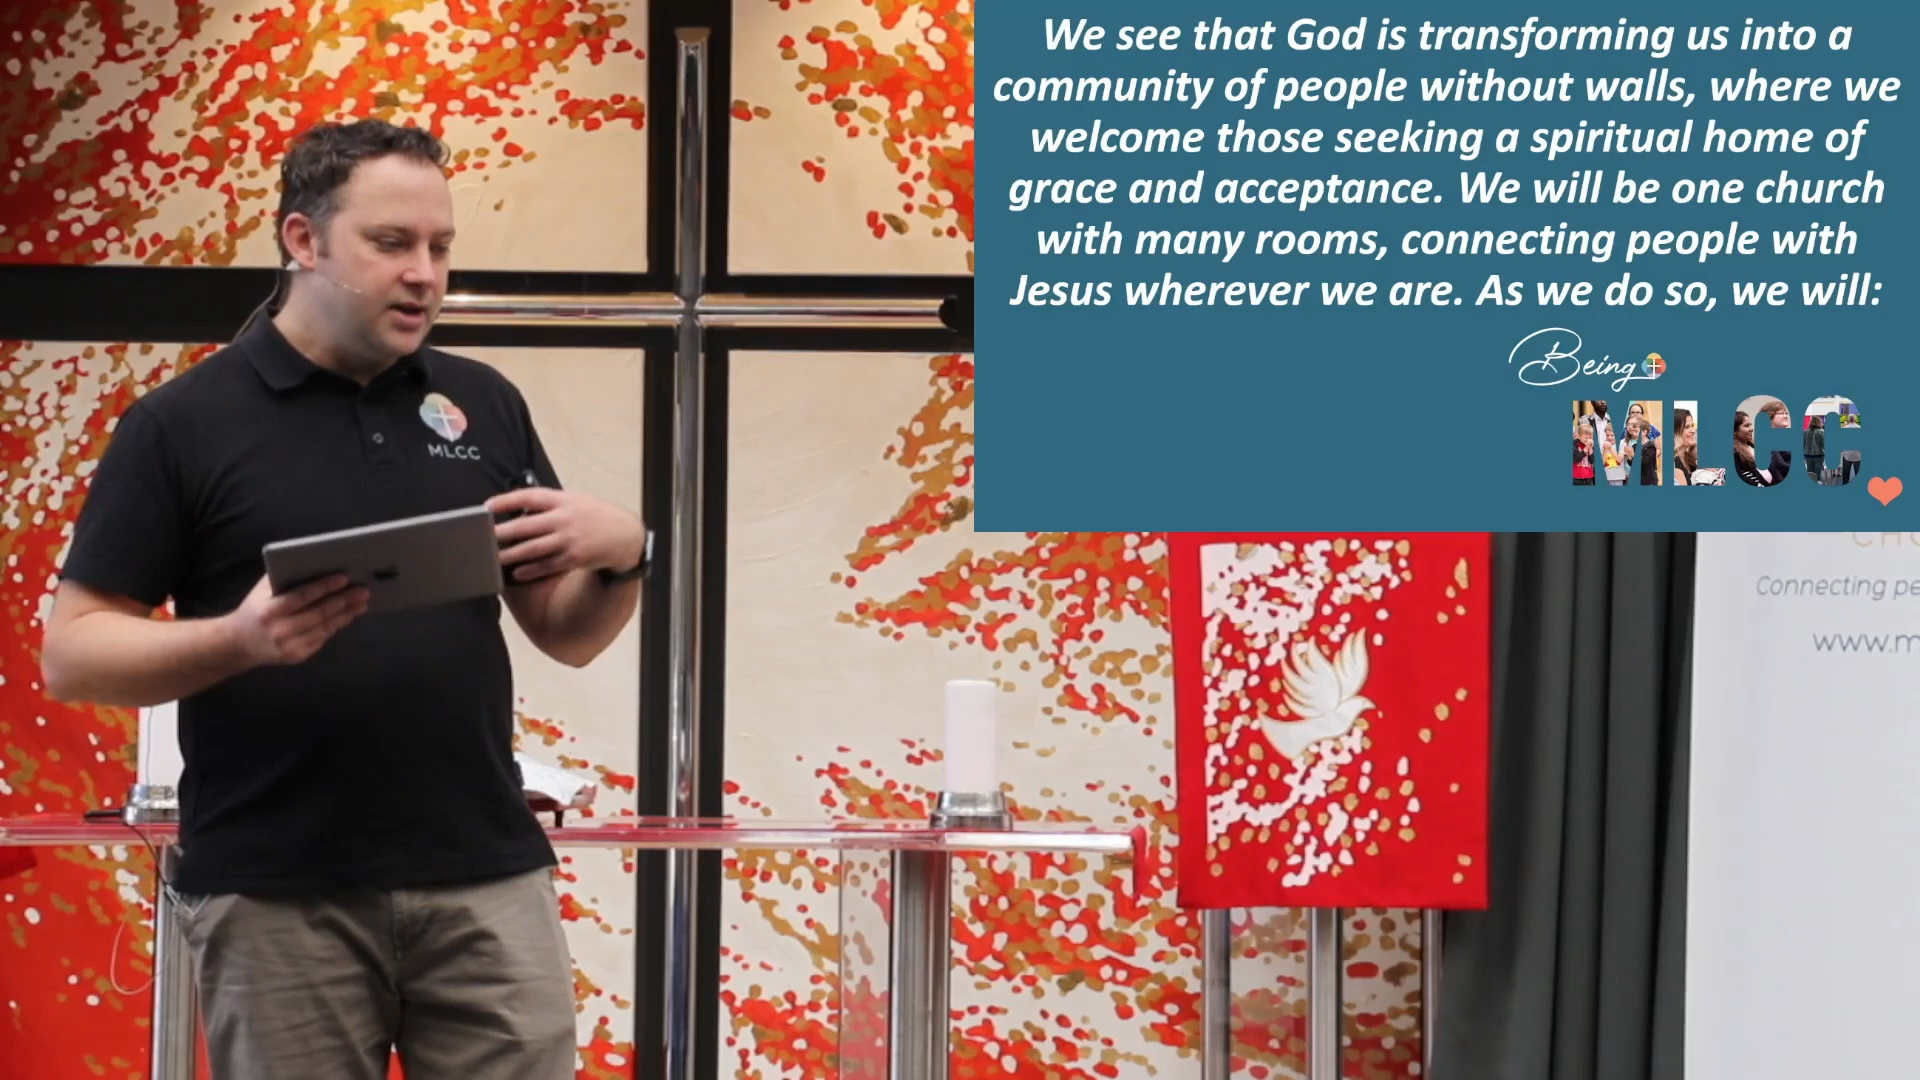 We see that God is transforming us into a
community of people without walls, where we
welcome those seeking a spiritual home of
grace and acceptance. We will be one church
with many rooms, connecting people with
Jesus wherever we are. As we do so, we will:
Being
MLCC
MLCC
Connecting
www.m